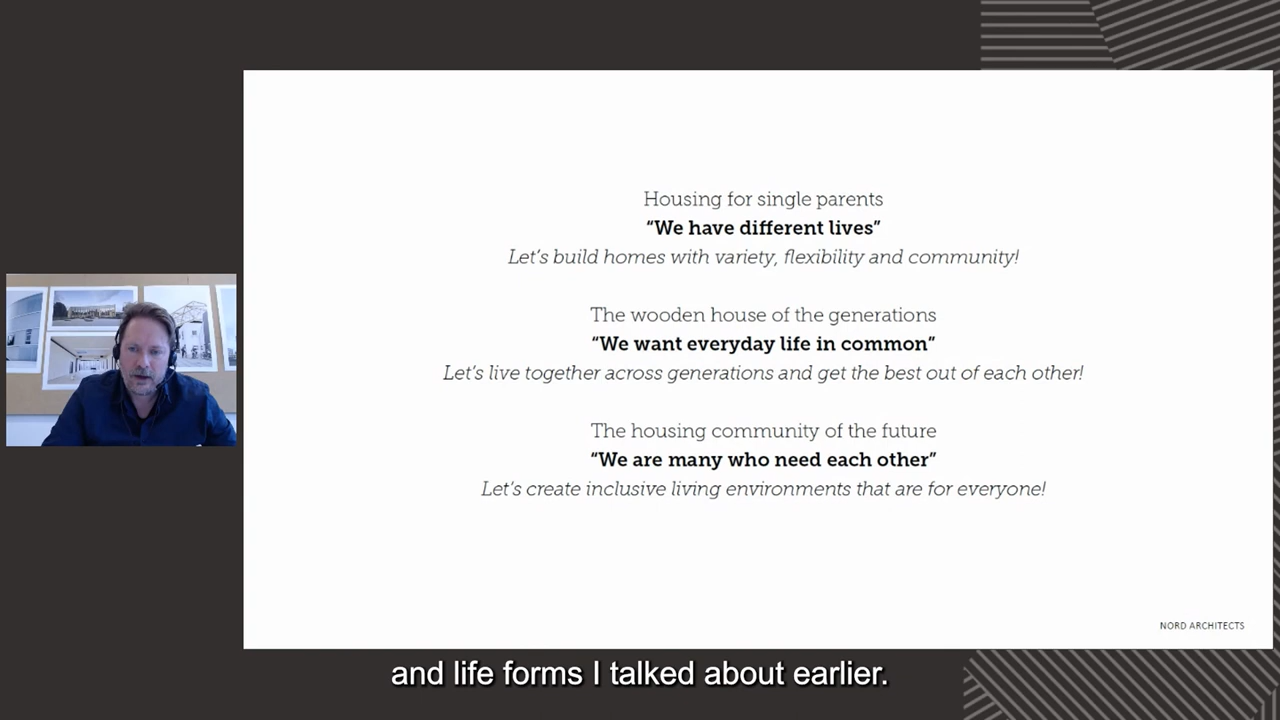 Housing for single parents
“We have different lives”
Let’s build homes with variety, flexibility and community!
The wooden house of the generations
“We want everyday life in common”
Let’s live together across generations and get the best out of each other!
The housing community of the future
“We are many who need each other”
Let’s create inclusive living environments that are for everyone!
NORD ARCHITECTS
and life forms I talked about earlier.